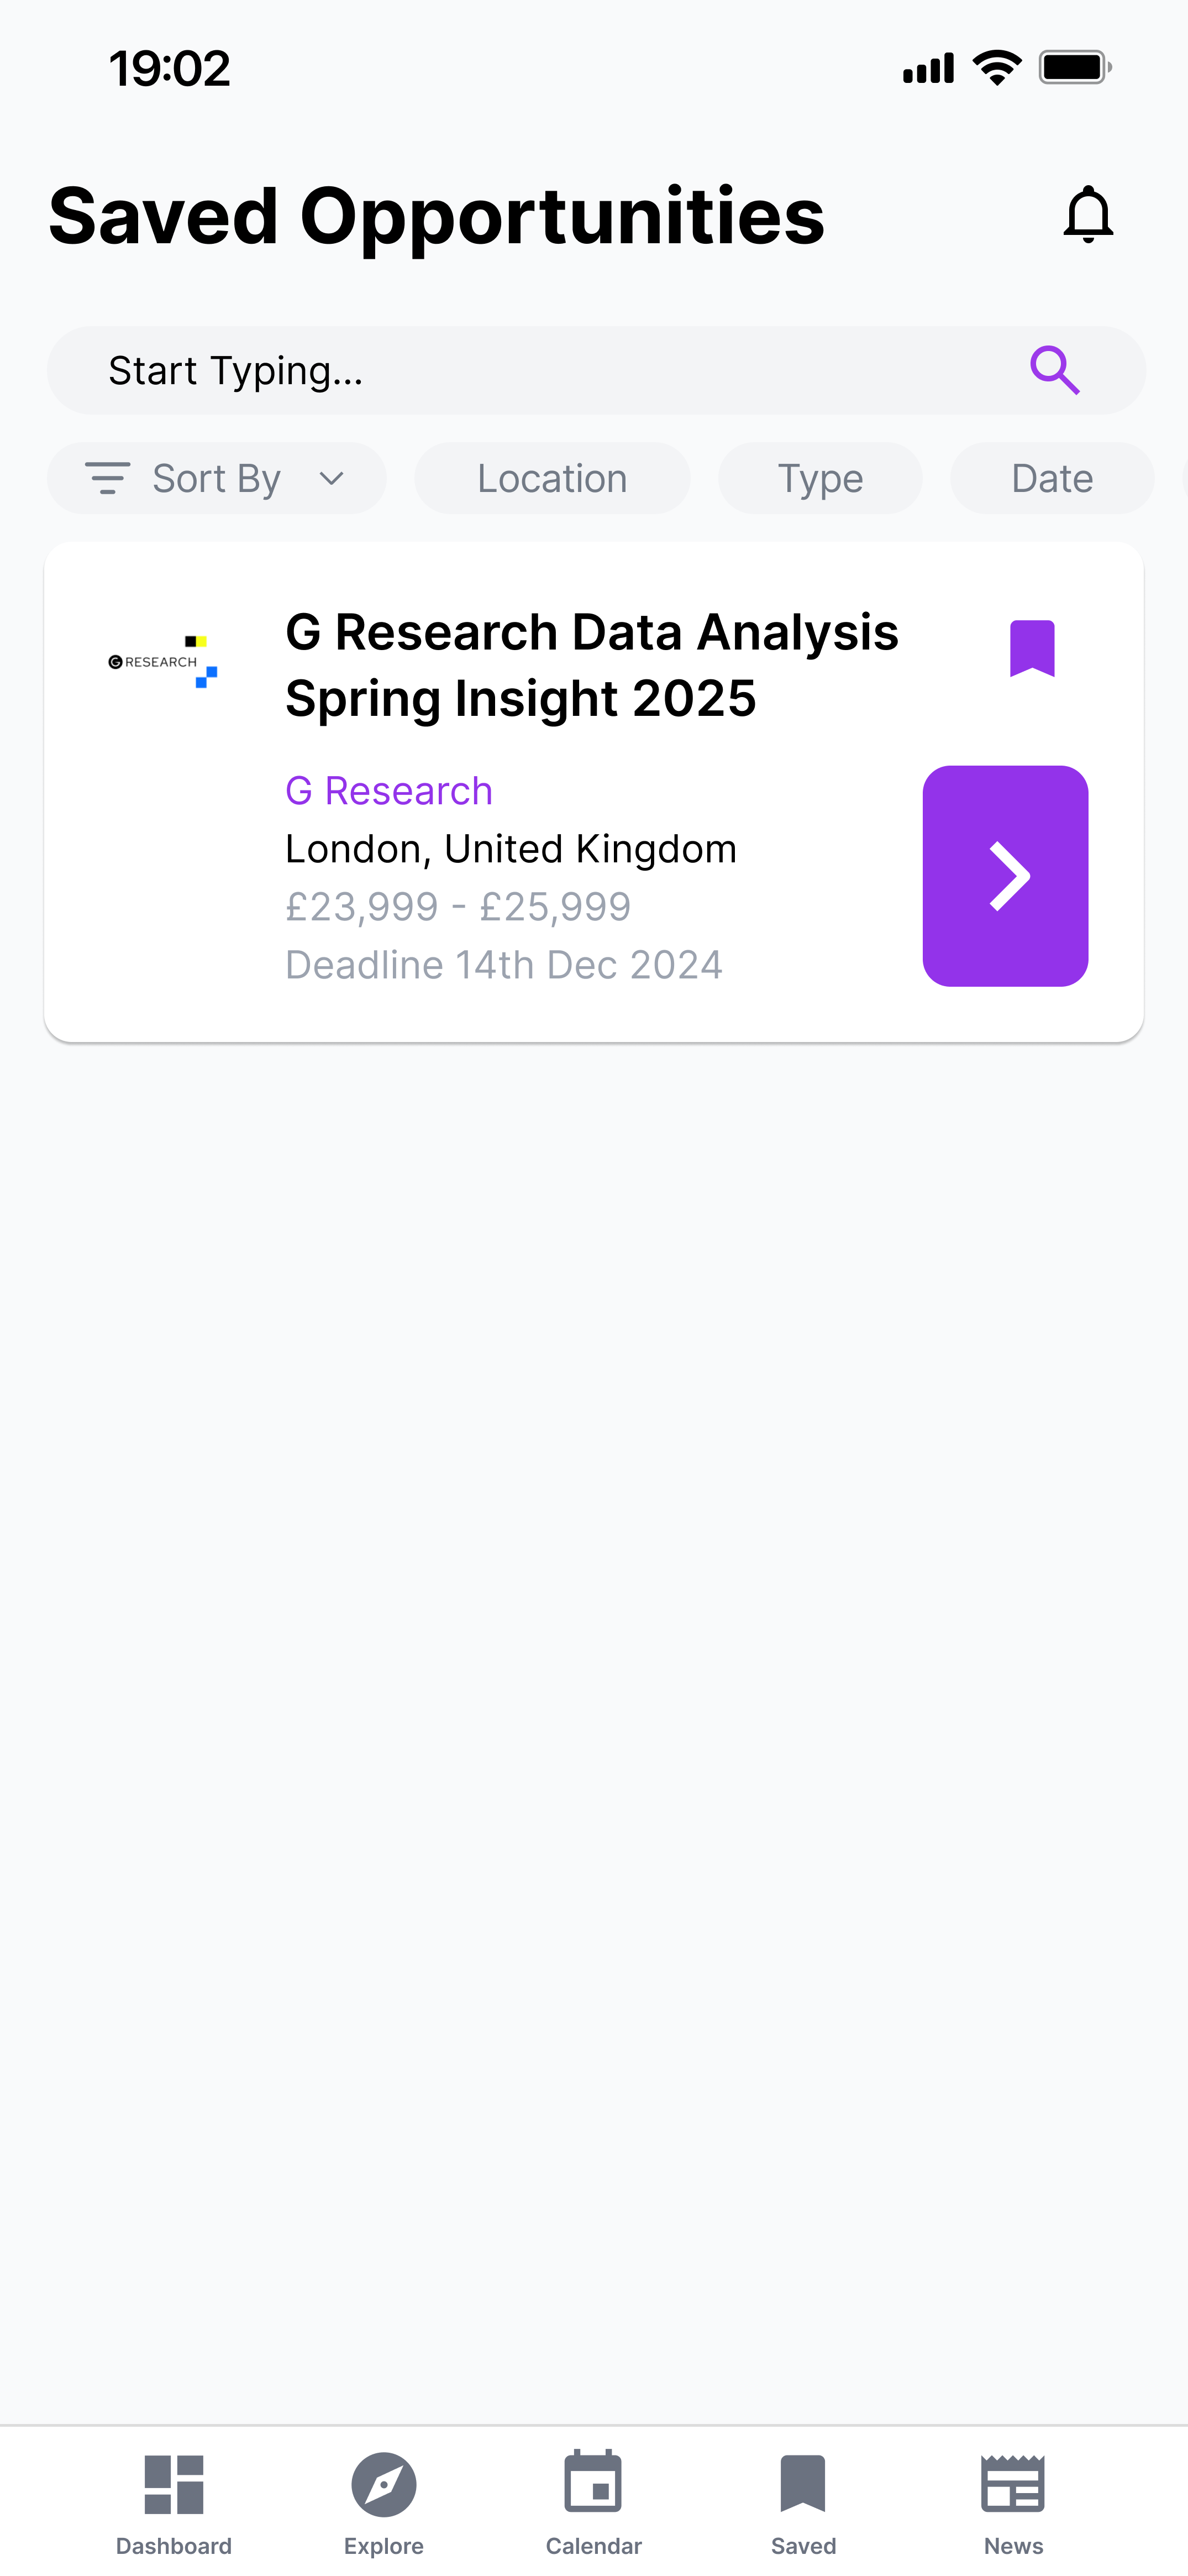 19:02
Saved Opportunities
Start Typing...
Sort By
Location
Type
Date
G RESEARCH
G Research Data Analysis
Spring Insight 2025
G Research
London, United Kingdom
£23,999 - £25,999
Deadline 14th Dec 2024
Dashboard
Explore
Calendar
Saved
News